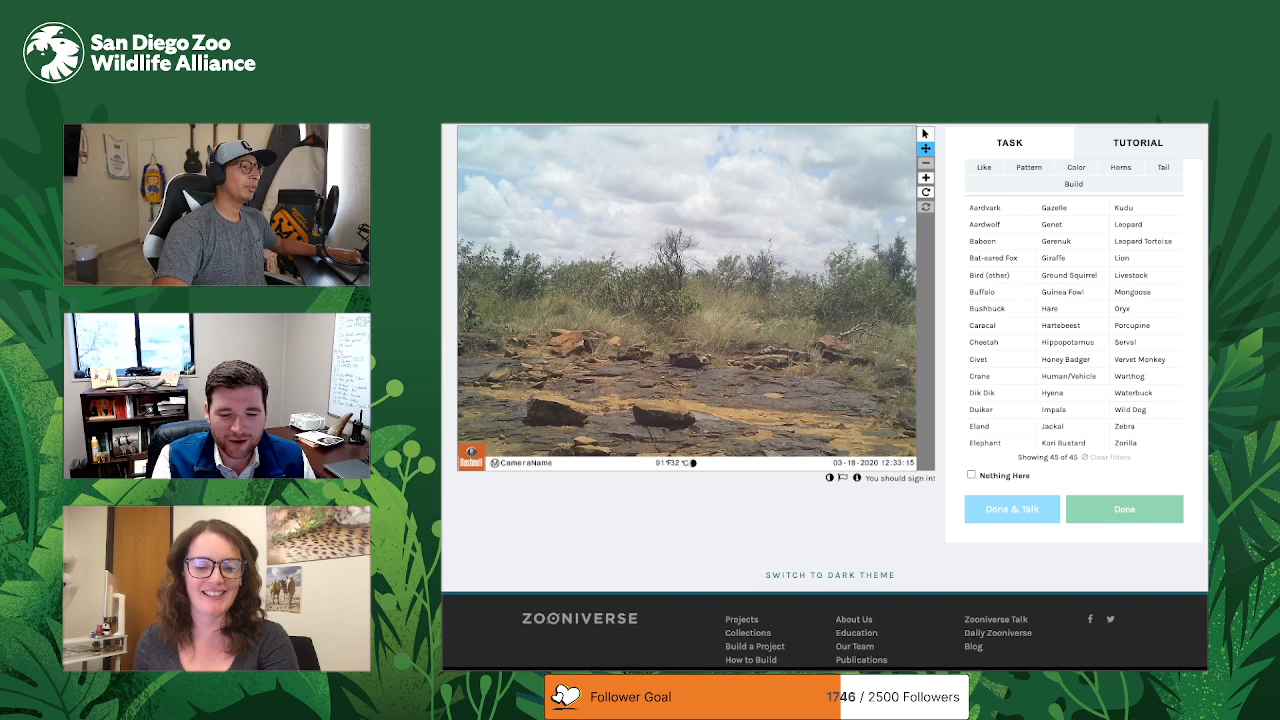 San Diego Zoo
Wildlife Alliance
Bushnell
CameraName
91°F32°C
03-18-2020 12:33:15
You should sign in!
TASK
TUTORIAL
Like
Pattern
Color
Horns
Tail
Build
Aardvark
Gazelle
Kudu
Aardwolf
Genet
Leopard
Baboon
Gerenuk
Leopard Tortoise
Bat-eared Fox
Giraffe
Lion
Bird (other)
Ground Squirrel
Livestock
Buffalo
Guinea Fowl
Mongoose
Bushbuck
Hare
Oryx
Caracal
Hartebeest
Porcupine
Cheetah
Hippopotamus
Serval
Civet
Honey Badger
Vervet Monkey
Crane
Human/Vehicle
Warthog
Dik Dik
Hyena
Waterbuck
Duiker
Impala
Wild Dog
Eland
Jackal
Zebra
Elephant
Kori Bustard
Zorilla
Showing 45 of 45
Clear filters
Nothing Here
Done & Talk
Done
SWITCH TO DARK THEME
ZOONIVERSE
Projects
Collections
Build a Project
How to Build
About Us
Education
Our Team
Publications
Zooniverse Talk
Daily Zooniverse
Blog
Follower Goal
1746 / 2500 Followers